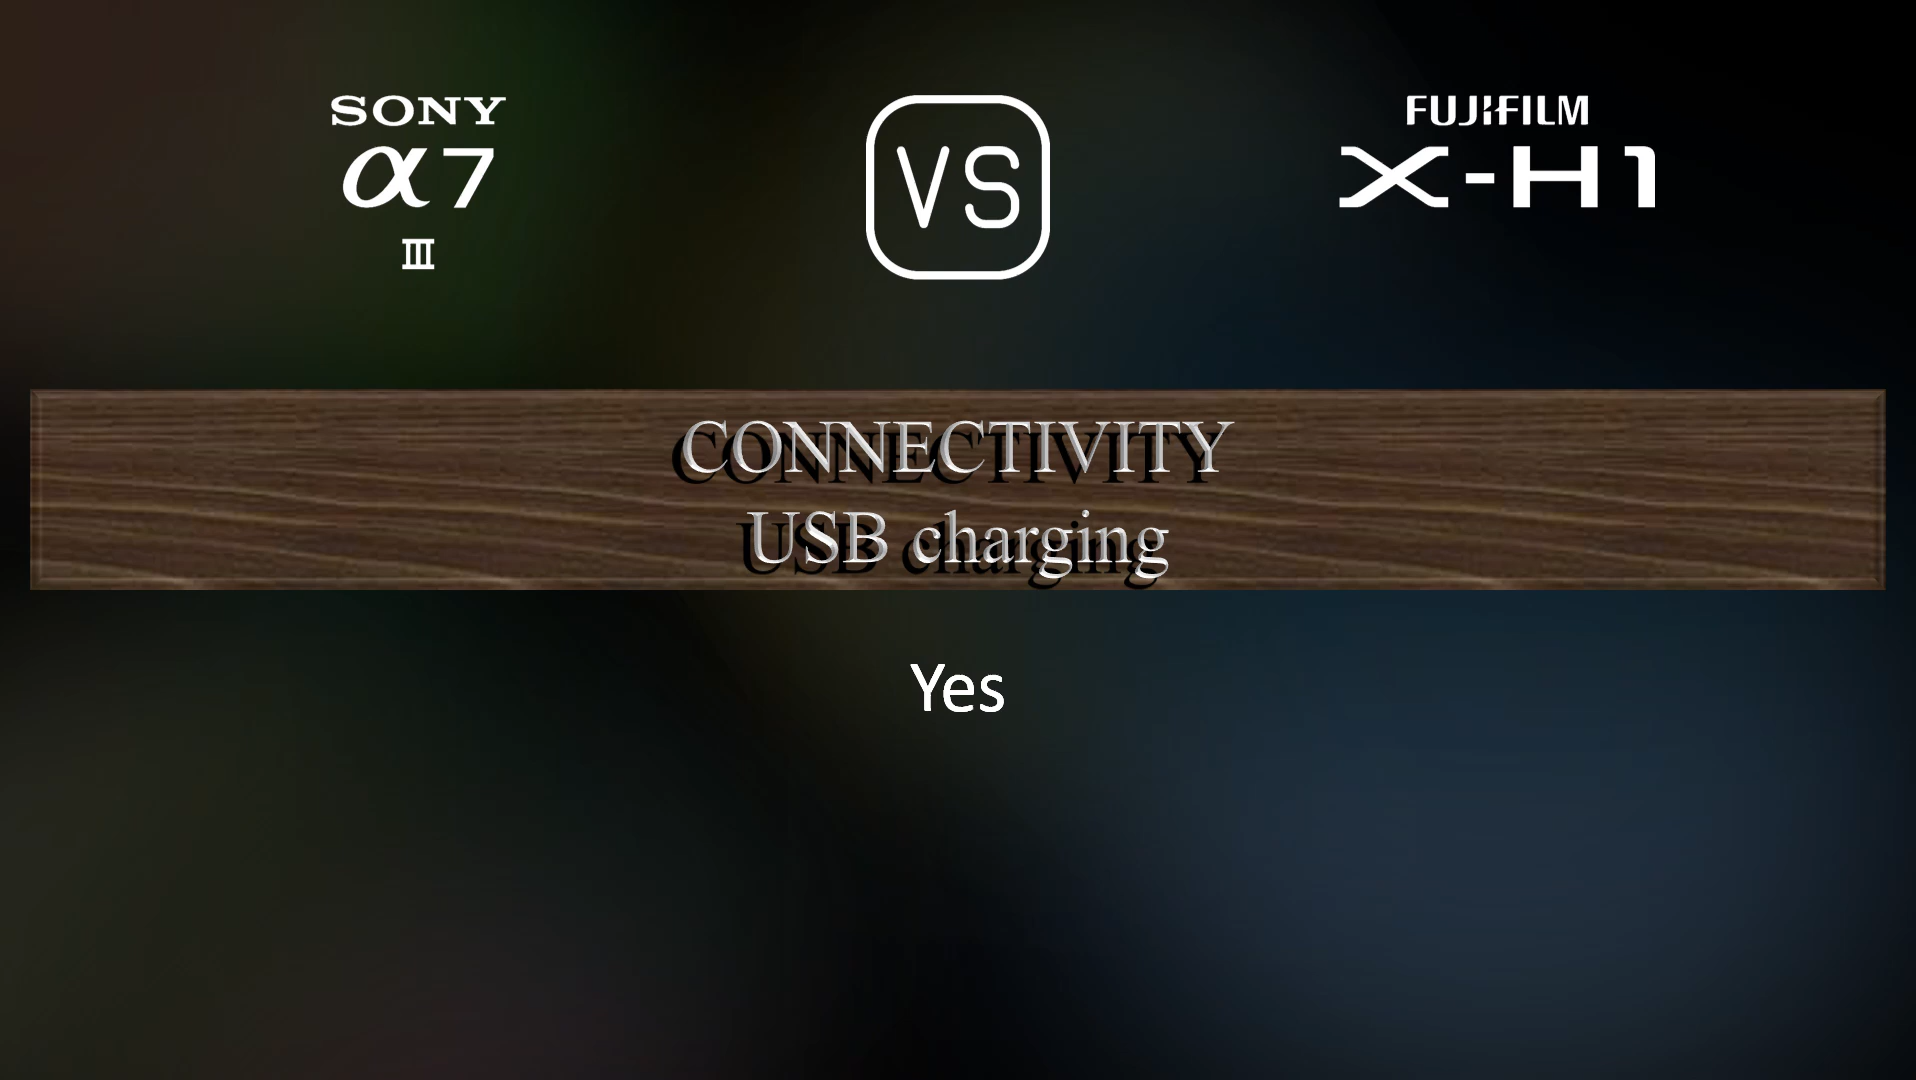 SONY
α7
III
VS
FUJIFILM
X-H1
CONNECTIVITY
USB charging
Yes